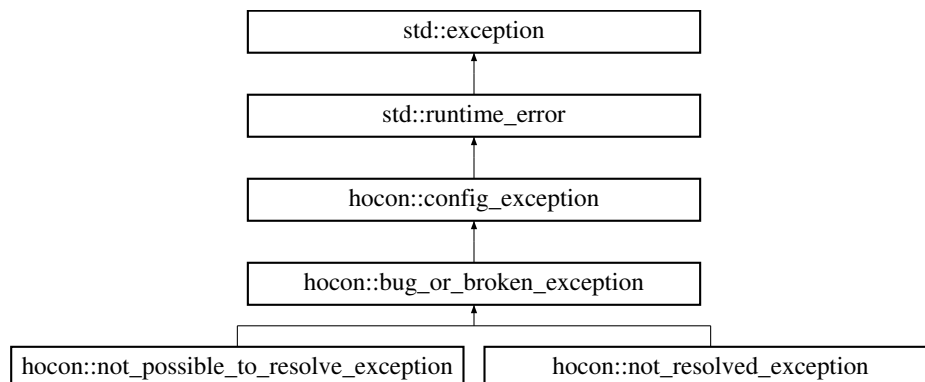 std::exception
std::runtime_error
hocon::config_exception
hocon::bug_or_broken_exception
hocon::not_possible_to_resolve_exception
hocon::not_resolved_exception